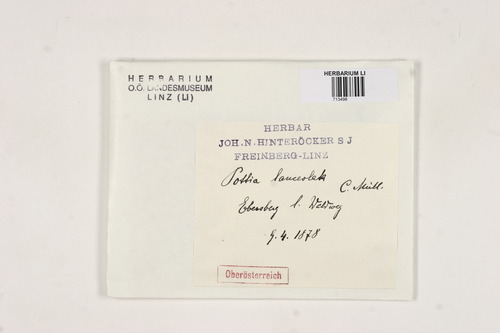 HERBARIUM
O.Ö. LANDESMUSEUM
LINZ (LI)
HERBARIUM LI
713498
HERBAR
JOH. N. HINTERÖCKER S J
FREINBERG-LINZ
Pottia lanceolata
C. Müll.
Ebersberg b. Waldweg
9. 4. 1878
Oberösterreich